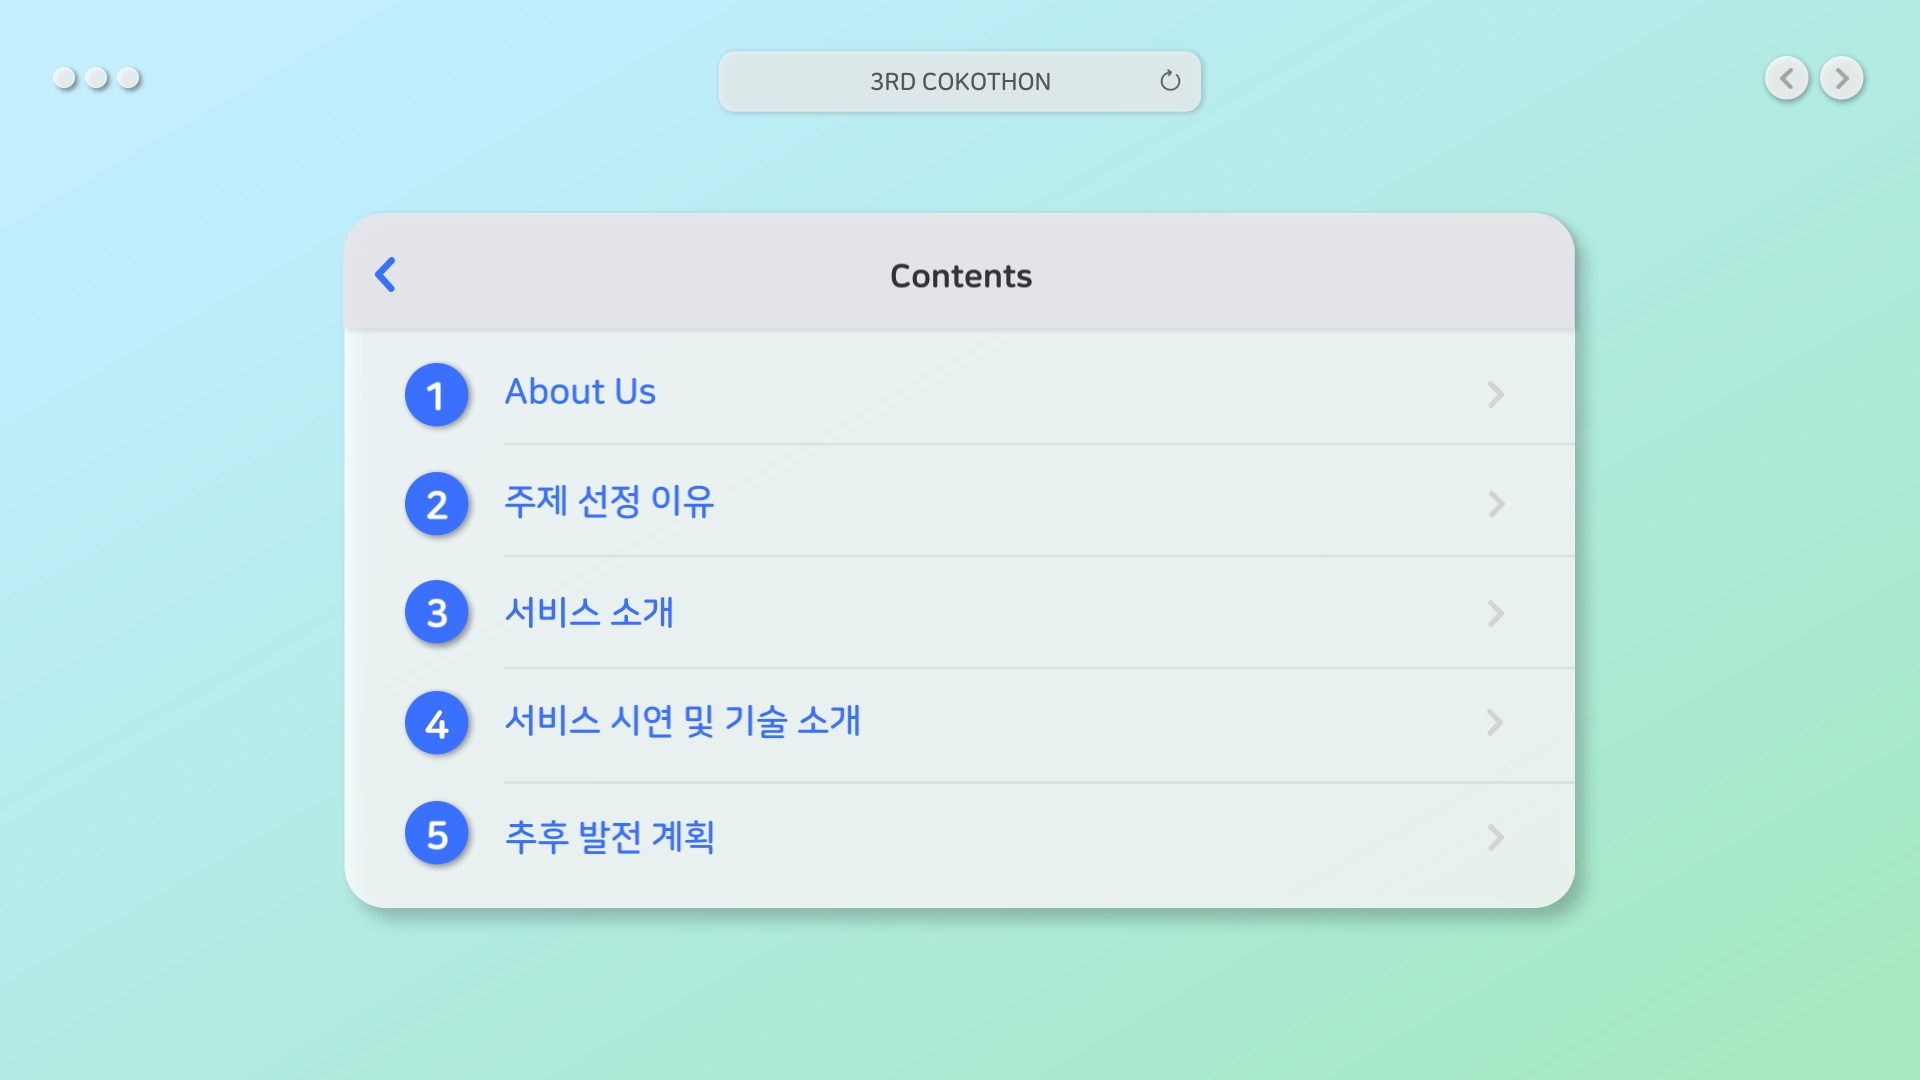 3RD COKOTHON
Contents
1 About Us
2 주제 선정 이유
3 서비스 소개
4 서비스 시연 및 기술 소개
5 추후 발전 계획